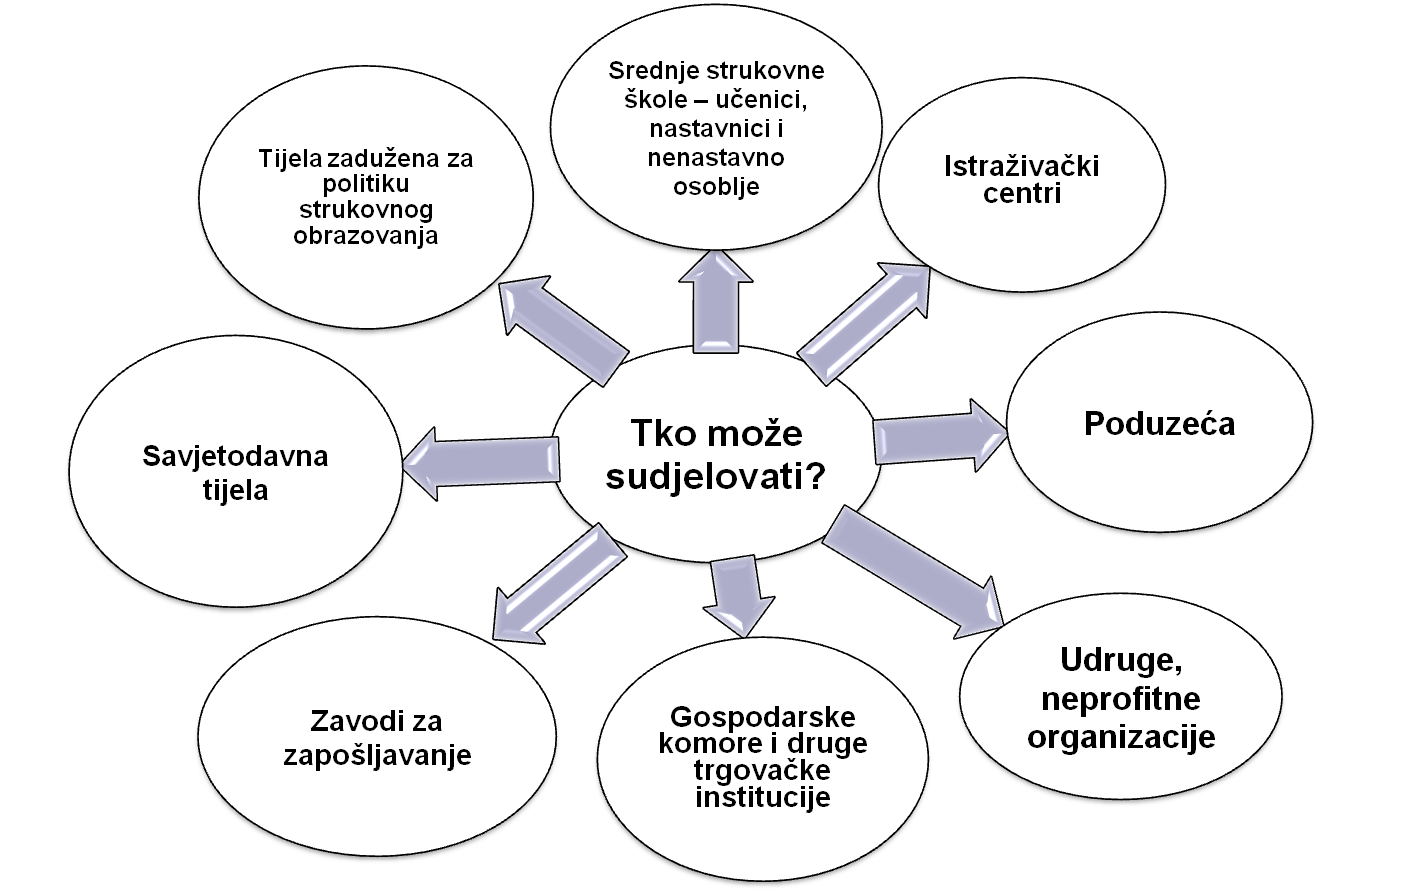 Srednje strukovne
škole – učenici,
nastavnici i
nenastavno
osoblje
Tijela zadužena za
politiku
strukovnog
obrazovanja
Istraživački
centri
Tko može
sudjelovati?
Poduzeća
Savjetodavna
tijela
Udruge,
neprofitne
organizacije
Zavodi za
zapošljavanje
Gospodarske
komore i druge
trgovačke
institucije